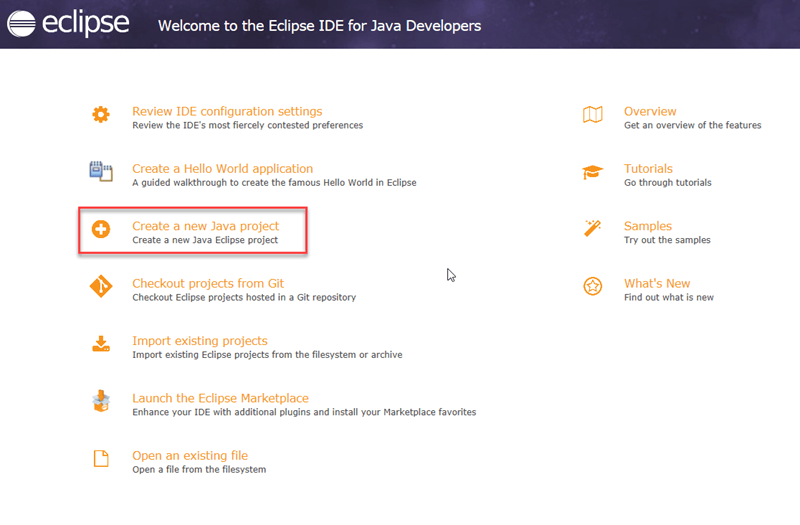 eclipse
Welcome to the Eclipse IDE for Java Developers
Review IDE configuration settings
Review the IDE's most fiercely contested preferences
Create a Hello World application
A guided walkthrough to create the famous Hello World in Eclipse
Create a new Java project
Create a new Java Eclipse project
Checkout projects from Git
Checkout Eclipse projects hosted in a Git repository
Import existing projects
Import existing Eclipse projects from the filesystem or archive
Launch the Eclipse Marketplace
Enhance your IDE with additional plugins and install your Marketplace favorites
Open an existing file
Open a file from the filesystem
Overview
Get an overview of the features
Tutorials
Go through tutorials
Samples
Try out the samples
What's New
Find out what is new